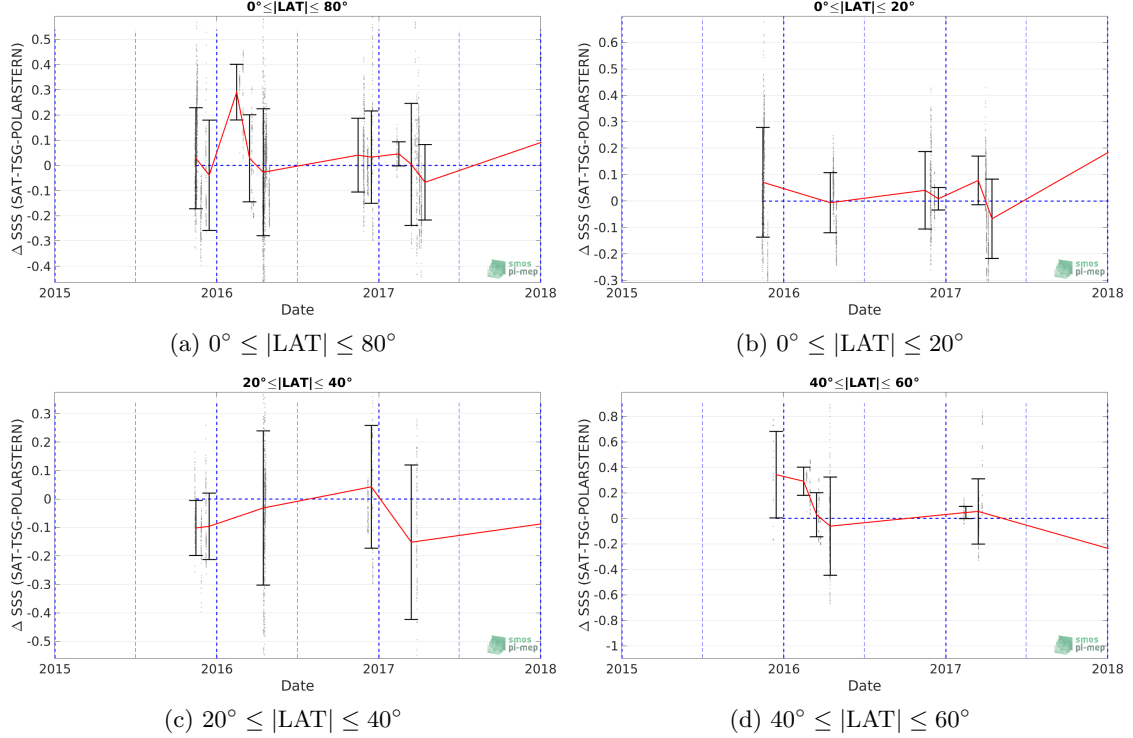 0°≤|LAT|≤ 80°
Δ SSS (SAT-TSG-POLARSTERN)
0.5
0.4
0.3
0.2
0.1
0
-0.1
-0.2
-0.3
-0.4
2015
2016
2017
2018
Date
smos
pi-mep
(a) 0° ≤ |LAT| ≤ 80°
0°≤|LAT|≤ 20°
Δ SSS (SAT-TSG-POLARSTERN)
0.6
0.5
0.4
0.3
0.2
0.1
0
-0.1
-0.2
-0.3
2015
2016
2017
2018
Date
smos
pi-mep
(b) 0° ≤ |LAT| ≤ 20°
20°≤|LAT|≤ 40°
Δ SSS (SAT-TSG-POLARSTERN)
0.3
0.2
0.1
0
-0.1
-0.2
-0.3
-0.4
-0.5
2015
2016
2017
2018
Date
smos
pi-mep
(c) 20° ≤ |LAT| ≤ 40°
40°≤|LAT|≤ 60°
Δ SSS (SAT-TSG-POLARSTERN)
0.8
0.6
0.4
0.2
0
-0.2
-0.4
-0.6
-0.8
-1
2015
2016
2017
2018
Date
smos
pi-mep
(d) 40° ≤ |LAT| ≤ 60°